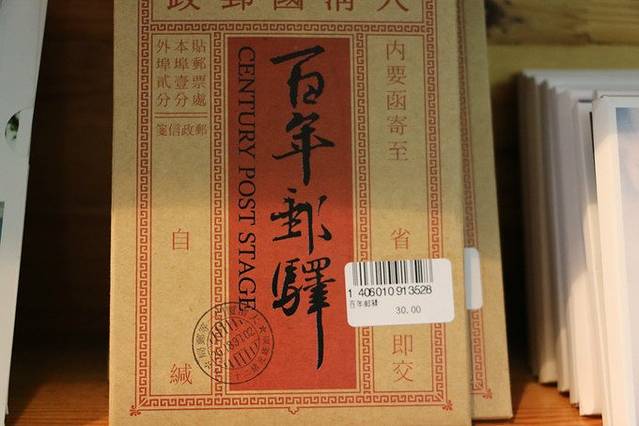 大清國郵政
內要函寄至
省
即交
百年郵驛
CENTURY POST STAGE
貼郵票處
本埠壹分
外埠貳分
郵政信箋
自
緘
1 406010 913528
百年邮驿
30.00